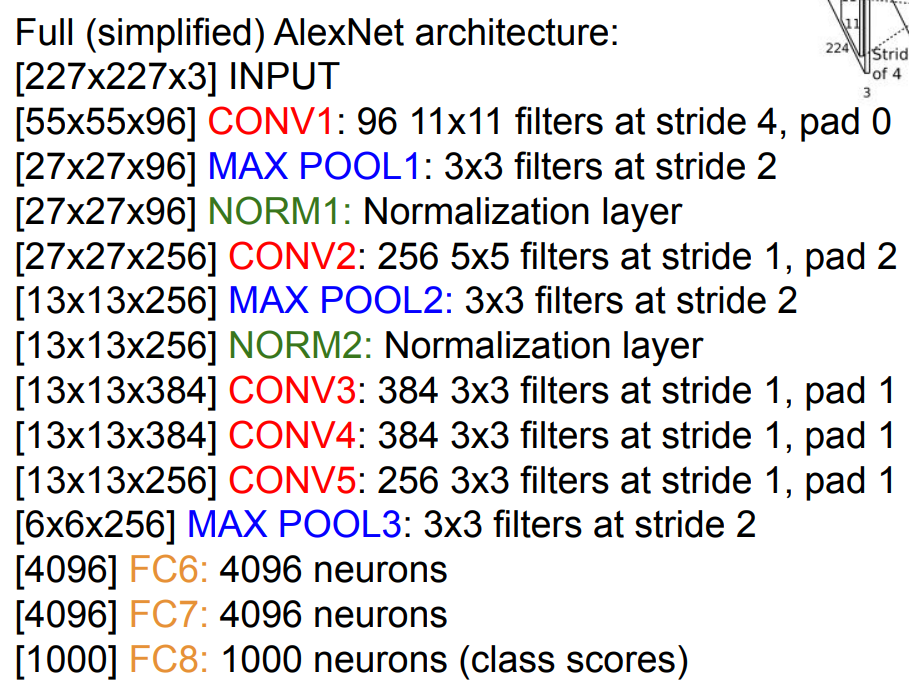 Full (simplified) AlexNet architecture:
[227x227x3] INPUT
[55x55x96] CONV1: 96 11x11 filters at stride 4, pad 0
[27x27x96] MAX POOL1: 3x3 filters at stride 2
[27x27x96] NORM1: Normalization layer
[27x27x256] CONV2: 256 5x5 filters at stride 1, pad 2
[13x13x256] MAX POOL2: 3x3 filters at stride 2
[13x13x256] NORM2: Normalization layer
[13x13x384] CONV3: 384 3x3 filters at stride 1, pad 1
[13x13x384] CONV4: 384 3x3 filters at stride 1, pad 1
[13x13x256] CONV5: 256 3x3 filters at stride 1, pad 1
[6x6x256] MAX POOL3: 3x3 filters at stride 2
[4096] FC6: 4096 neurons
[4096] FC7: 4096 neurons
[1000] FC8: 1000 neurons (class scores)
11
224
Strid
of 4
3